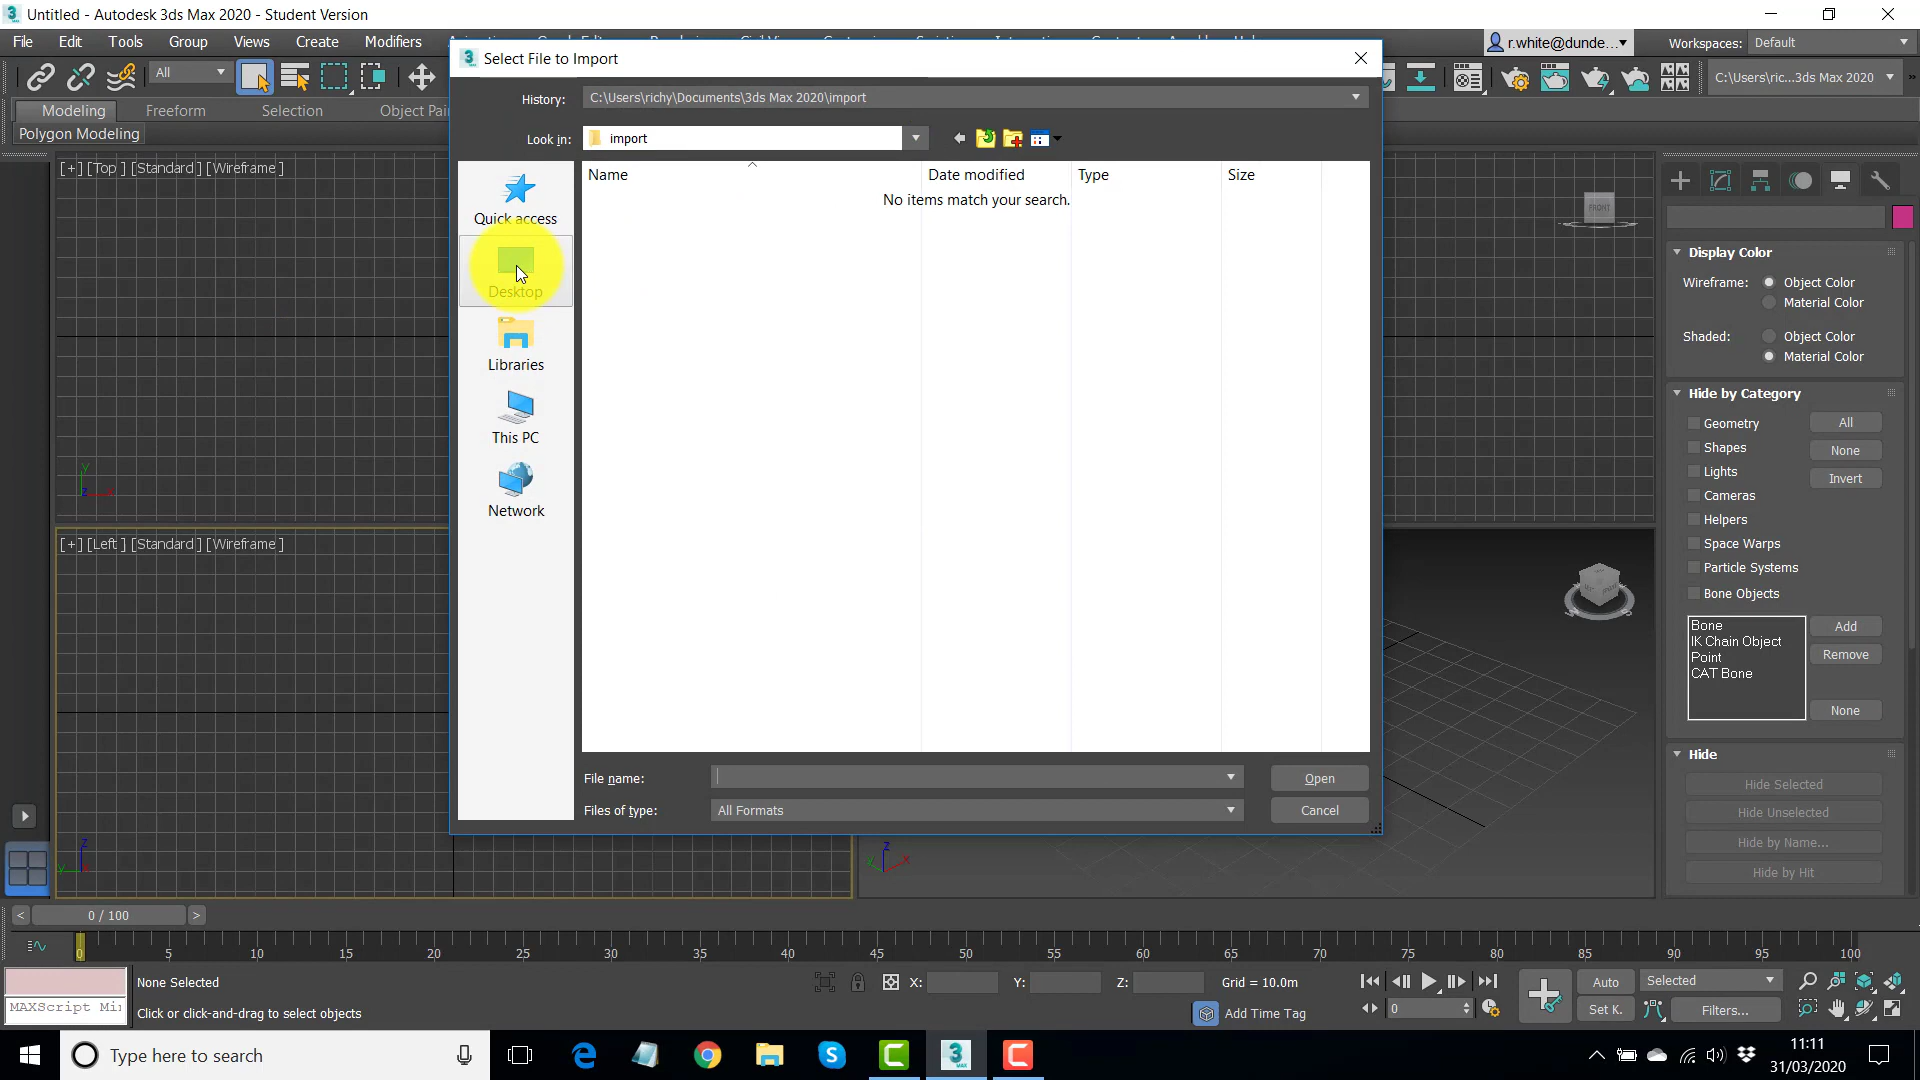 Untitled - Autodesk 3ds Max 2020 - Student Version
File Edit Tools Group Views Create Modifiers
r.white@dunde... Workspaces: Default
All
C:\Users\ric...3ds Max 2020
Modeling Freeform Selection Object Pai
Polygon Modeling
Select File to Import
History: C:\Users\richy\Documents\3ds Max 2020\import
Look in: import
Name Date modified Type Size
No items match your search.
Quick access
Desktop
Libraries
This PC
Network
File name:
Open
Files of type: All Formats
Cancel
[+] [Top ] [Standard ] [Wireframe ]
[+] [Left ] [Standard ] [Wireframe ]
FRONT
Display Color
Wireframe: Object Color
Material Color
Shaded: Object Color
Material Color
Hide by Category
Geometry All
Shapes None
Lights Invert
Cameras
Helpers
Space Warps
Particle Systems
Bone Objects
Bone
IK Chain Object
Point
CAT Bone
Add
Remove
None
Hide
Hide Selected
Hide Unselected
Hide by Name...
Hide by Hit
y
z
x
z
y
z
x
< 0 / 100 >
0 5 10 15 20 25 30 35 40 45 50 55 60 65 70 75 80 85 90 95 100
None Selected
X: Y: Z: Grid = 10.0m
Auto Selected
MAXScript Mi
Click or click-and-drag to select objects
Add Time Tag
0
Set K. Filters...
Type here to search
3
MAX
11:11
31/03/2020